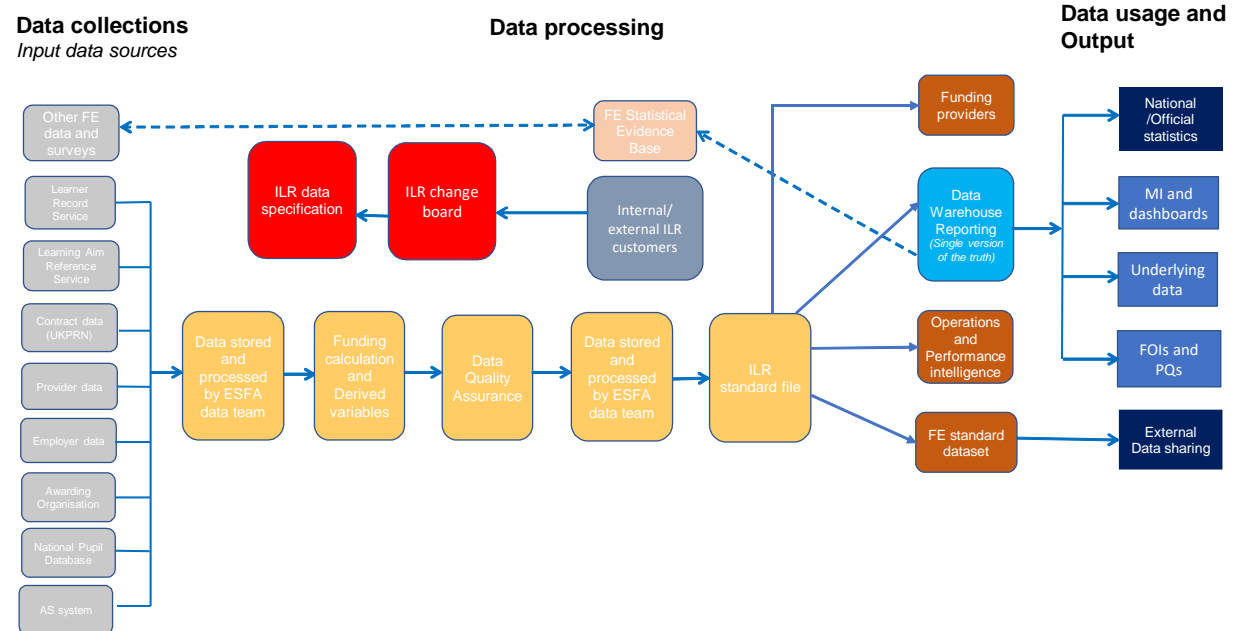 Data collections
Input data sources
Data processing
Data usage and
Output
Other FE
data and
surveys
Learner
Record
Service
Learning Aim
Reference
Service
Contract data
(UKPRN)
Provider data
Employer data
Awarding
Organisation
National Pupil
Database
AS system
FE Statistical
Evidence
Base
ILR data
specification
ILR change
board
Internal/
external ILR
customers
Data stored
and
processed
by ESFA
data team
Funding
calculation
and
Derived
variables
Data
Quality
Assurance
Data stored
and
processed
by ESFA
data team
ILR
standard file
Funding
providers
Data
Warehouse
Reporting
(Single version
of the truth)
Operations
and
Performance
intelligence
FE standard
dataset
National
/Official
statistics
MI and
dashboards
Underlying
data
FOIs and
PQs
External
Data sharing